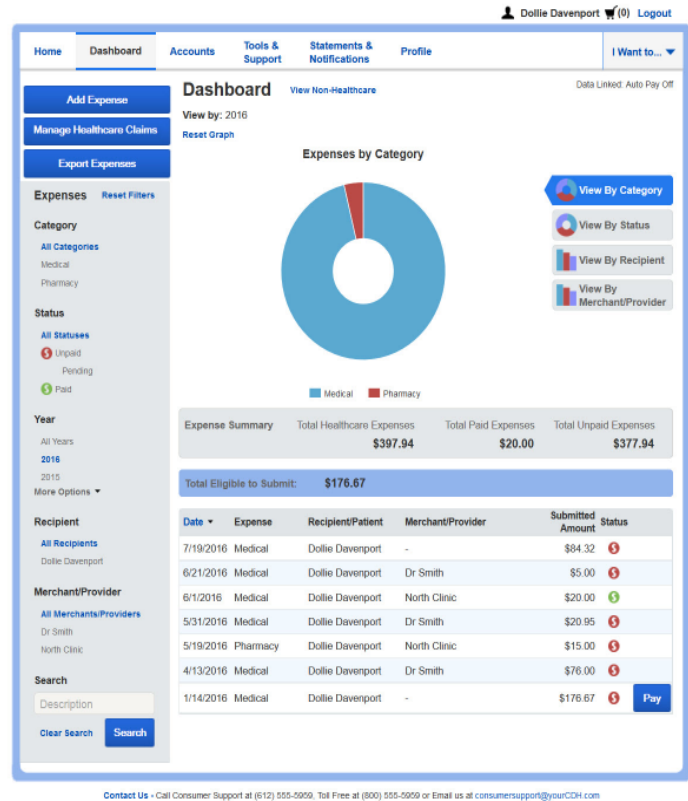 Dollie Davenport (0) Logout
Home Dashboard Accounts Tools & Support Statements & Notifications Profile I Want to...
Add Expense
Manage Healthcare Claims
Export Expenses
Dashboard View Non-Healthcare Data Linked: Auto Pay Off
View by: 2016
Reset Graph
Expenses by Category
View By Category
View By Status
View By Recipient
View By
Merchant/Provider
Medical Pharmacy
Expenses Reset Filters
Category
All Categories
Medical
Pharmacy
Status
All Statuses
Unpaid
Pending
Paid
Year
All Years
2016
2015
More Options
Recipient
All Recipients
Dollie Davenport
Merchant/Provider
All Merchants/Providers
Dr Smith
North Clinic
Search
Description
Clear Search Search
Expense Summary Total Healthcare Expenses Total Paid Expenses Total Unpaid Expenses
$397.94 $20.00 $377.94
Total Eligible to Submit: $176.67
Date Expense Recipient/Patient Merchant/Provider Submitted Amount Status
7/19/2016 Medical Dollie Davenport - $84.32
6/21/2016 Medical Dollie Davenport Dr Smith $5.00
6/1/2016 Medical Dollie Davenport North Clinic $20.00
5/31/2016 Medical Dollie Davenport Dr Smith $20.95
5/19/2016 Pharmacy Dollie Davenport North Clinic $15.00
4/13/2016 Medical Dollie Davenport Dr Smith $76.00
1/14/2016 Medical Dollie Davenport - $176.67 Pay
Contact Us - Call Consumer Support at (612) 555-5959, Toll Free at (800) 555-5959 or Email us at consumersupport@yourCDH.com